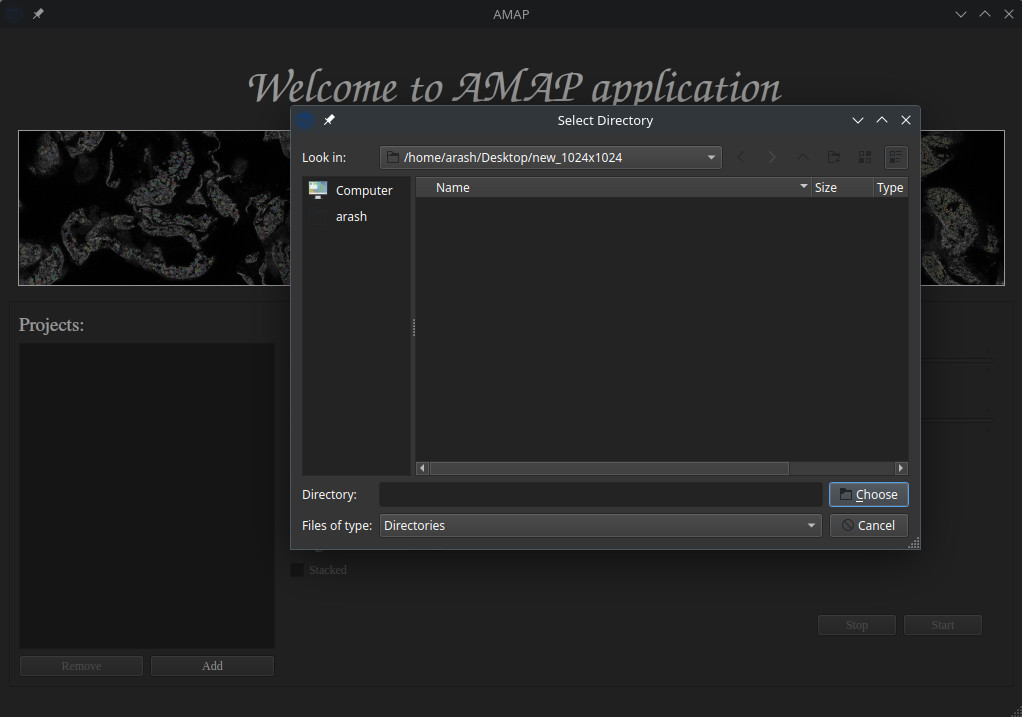 AMAP
Welcome to AMAP application
Select Directory
Look in: /home/arash/Desktop/new_1024x1024
Computer
arash
Name Size Type
Projects:
Directory: Choose
Files of type: Directories Cancel
Stacked
Stop Start
Remove Add